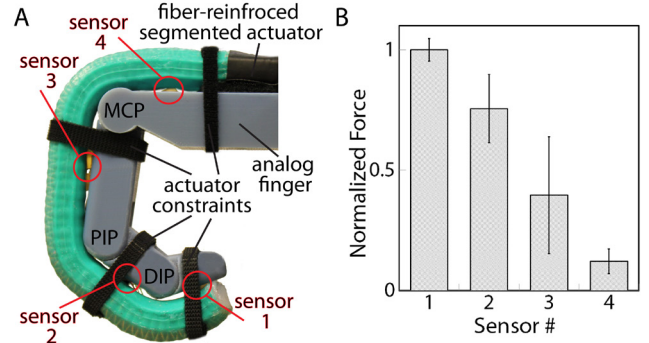 A
sensor
4
fiber-reinfroced
segmented actuator
sensor
3
MCP
actuator
constraints
analog
finger
PIP
DIP
sensor
2
sensor
1
B
Normalized Force
1
0.5
0
1 2 3 4
Sensor #